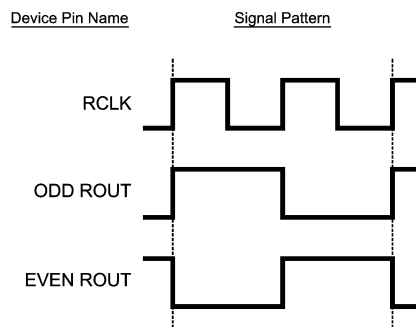 Device Pin Name Signal Pattern
RCLK
ODD ROUT
EVEN ROUT